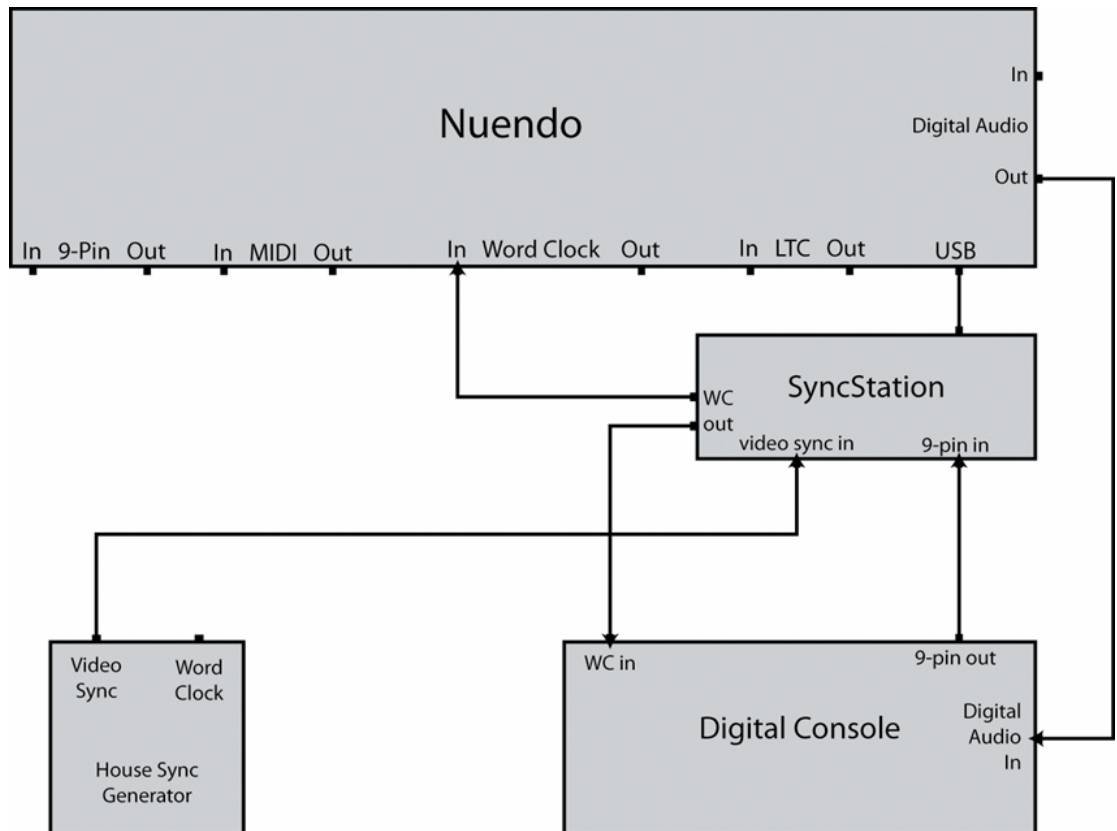 In
Nuendo
Digital Audio
Out
In 9-Pin Out In MIDI Out In Word Clock Out In LTC Out USB
SyncStation
WC
out
video sync in 9-pin in
Video
Sync
Word
Clock
House Sync
Generator
WC in 9-pin out
Digital Console
Digital
Audio
In